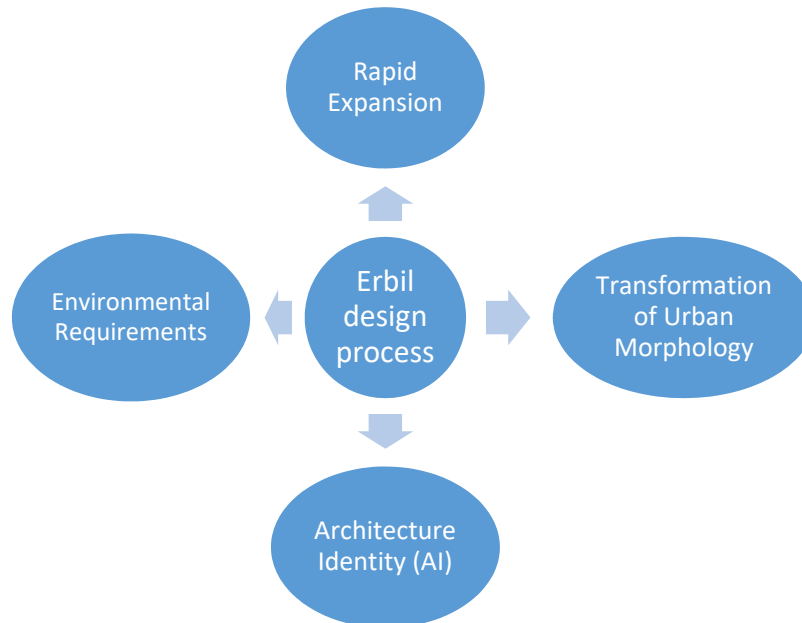 Rapid
Expansion
Environmental
Requirements
Erbil
design
process
Transformation
of Urban
Morphology
Architecture
Identity (AI)